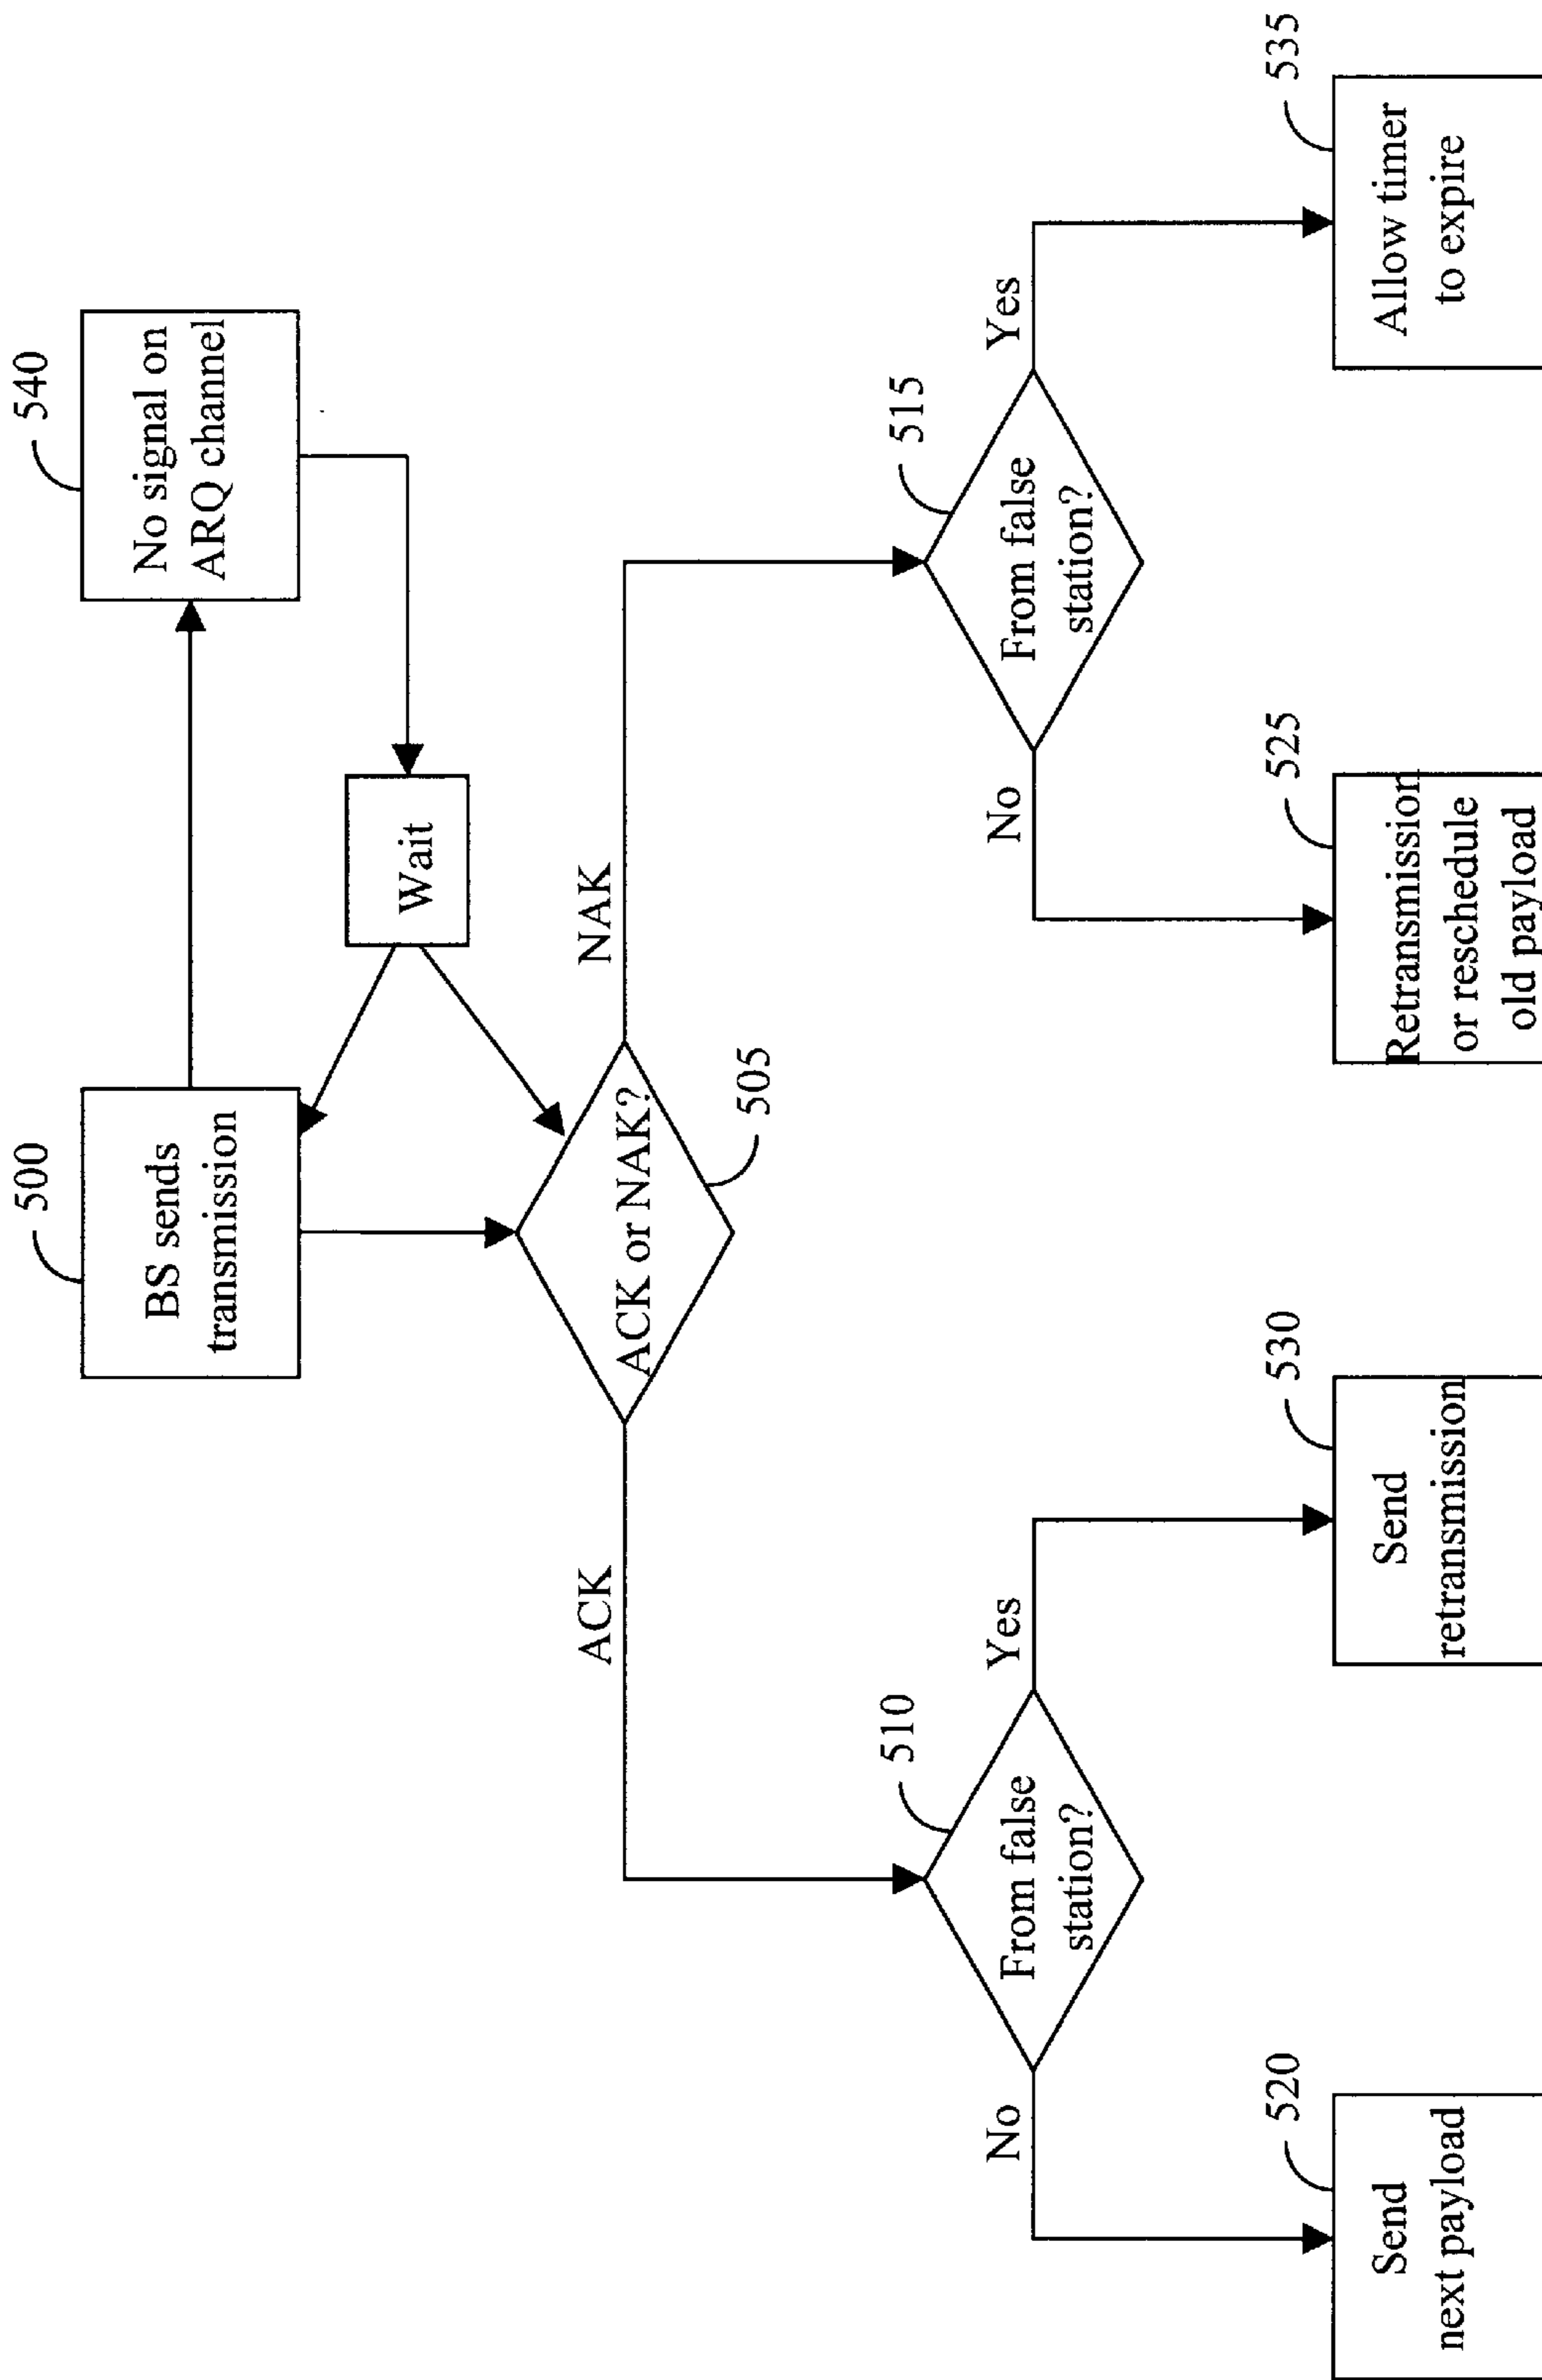 500
BS sends
transmission
540
No signal on
ARQ channel
Wait
ACK or NAK?
505
ACK
NAK
510
From false
station?
No
Yes
515
From false
station?
No
Yes
520
Send
next payload
530
Send
retransmission
525
Retransmission
or reschedule
old payload
535
Allow timer
to expire